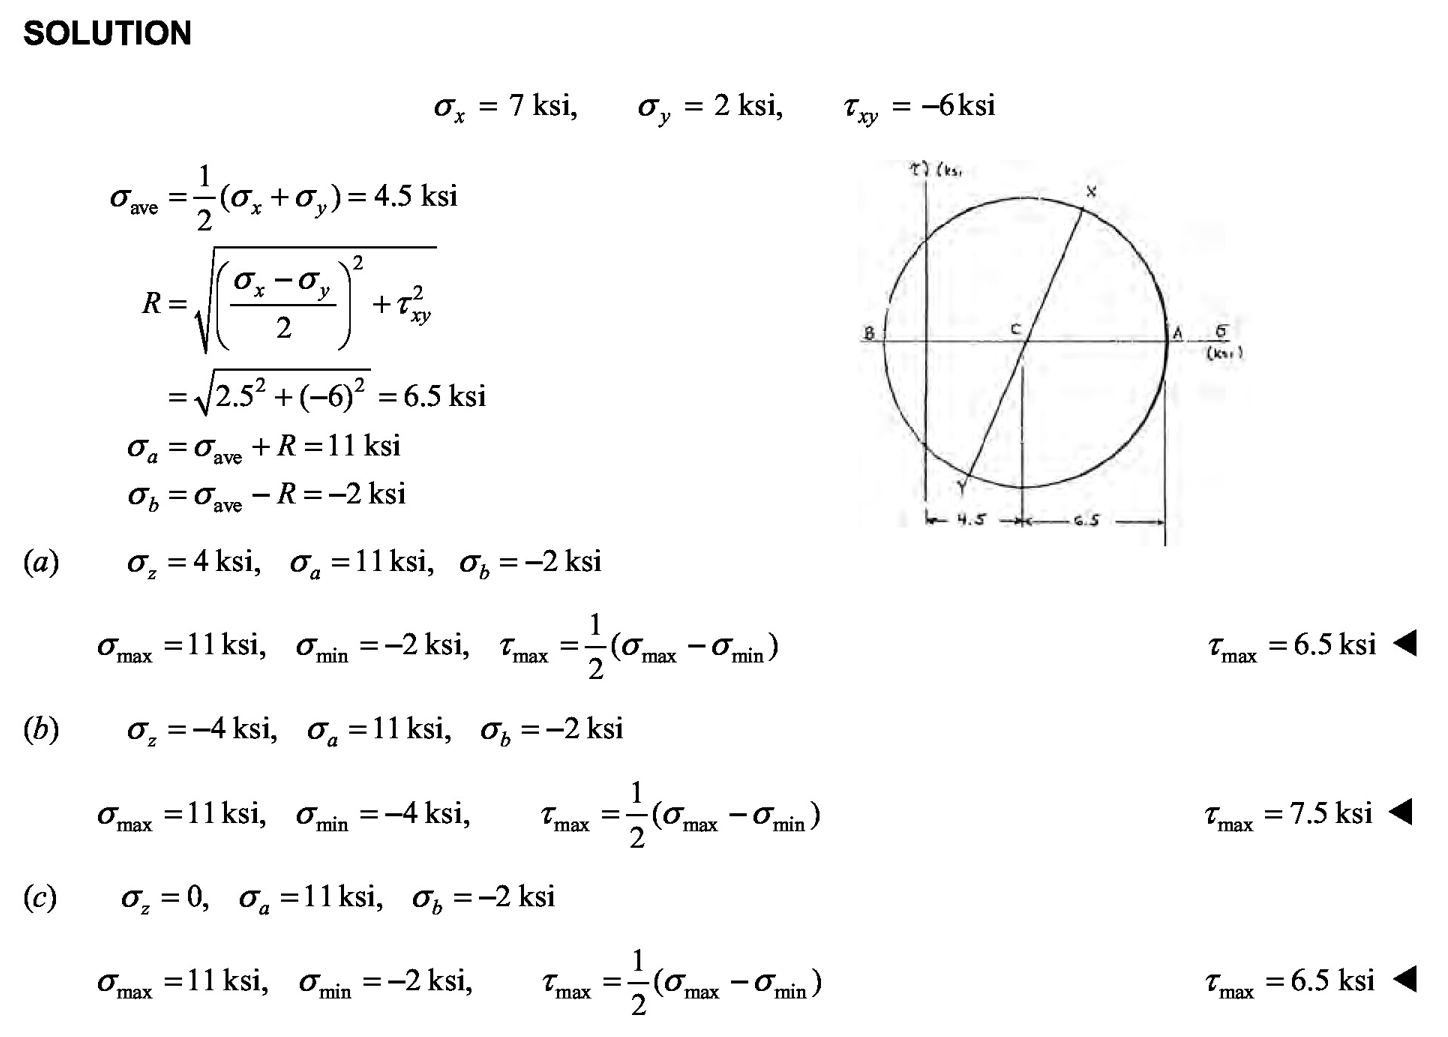 SOLUTION
σx = 7 ksi, σy = 2 ksi, τxy = −6 ksi
σave = 1/2 (σx + σy) = 4.5 ksi
R = √(((σx − σy)/2)² + τxy²)
= √(2.5² + (−6)²) = 6.5 ksi
σa = σave + R = 11 ksi
σb = σave − R = −2 ksi
τ) (ksi
X
B C A σ
(ksi)
Y
4.5 6.5
(a) σz = 4 ksi, σa = 11 ksi, σb = −2 ksi
σmax = 11 ksi, σmin = −2 ksi, τmax = 1/2 (σmax − σmin) τmax = 6.5 ksi ◀
(b) σz = −4 ksi, σa = 11 ksi, σb = −2 ksi
σmax = 11 ksi, σmin = −4 ksi, τmax = 1/2 (σmax − σmin) τmax = 7.5 ksi ◀
(c) σz = 0, σa = 11 ksi, σb = −2 ksi
σmax = 11 ksi, σmin = −2 ksi, τmax = 1/2 (σmax − σmin) τmax = 6.5 ksi ◀